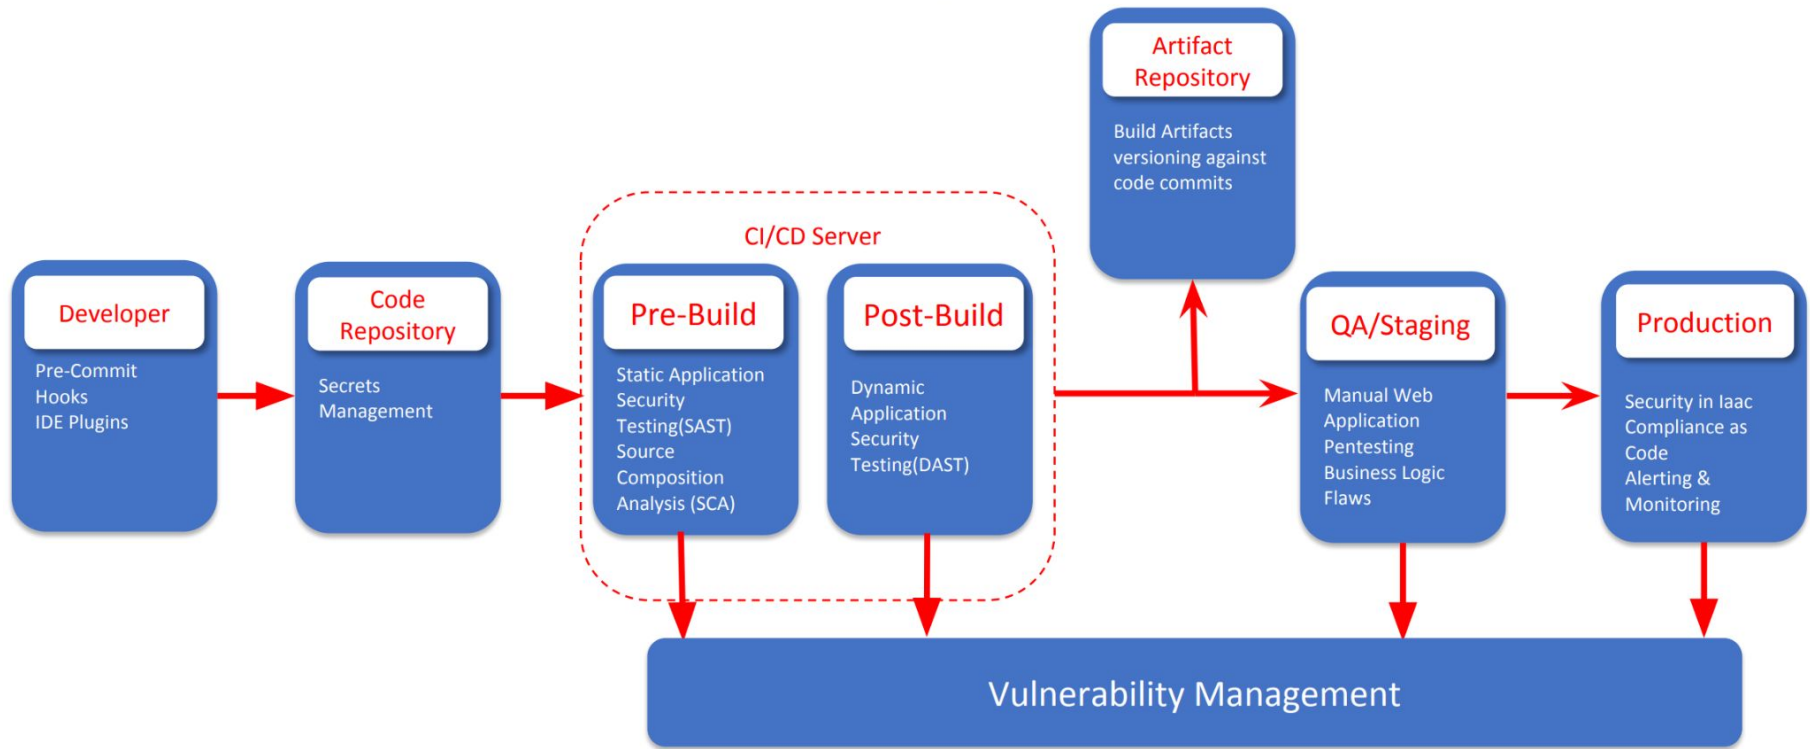 Developer
Pre-Commit
Hooks
IDE Plugins
Code
Repository
Secrets
Management
CI/CD Server
Pre-Build
Static Application
Security
Testing(SAST)
Source
Composition
Analysis (SCA)
Post-Build
Dynamic
Application
Security
Testing(DAST)
Artifact
Repository
Build Artifacts
versioning against
code commits
QA/Staging
Manual Web
Application
Pentesting
Business Logic
Flaws
Production
Security in Iaac
Compliance as
Code
Alerting &
Monitoring
Vulnerability Management